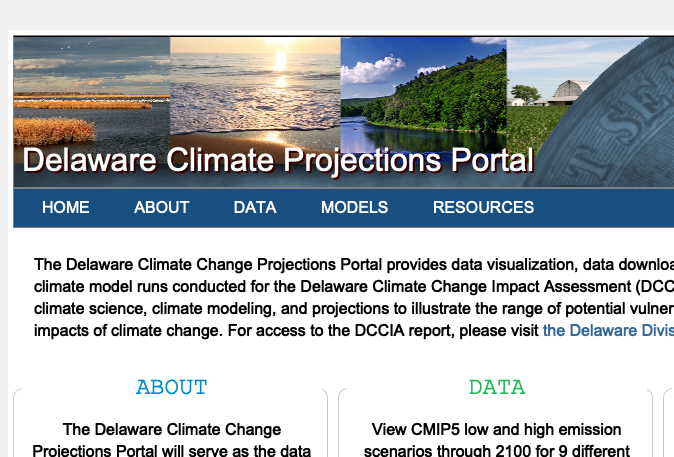 Delaware Climate Projections Portal
HOME ABOUT DATA MODELS RESOURCES
The Delaware Climate Change Projections Portal provides data visualization, data
climate model runs conducted for the Delaware Climate Change Impact Assessment
climate science, climate modeling, and projections to illustrate the range of potential
impacts of climate change. For access to the DCCIA report, please visit the Delaware
ABOUT
The Delaware Climate Change
Projections Portal will serve as the data
DATA
View CMIP5 low and high emission
scenarios through 2100 for 9 different